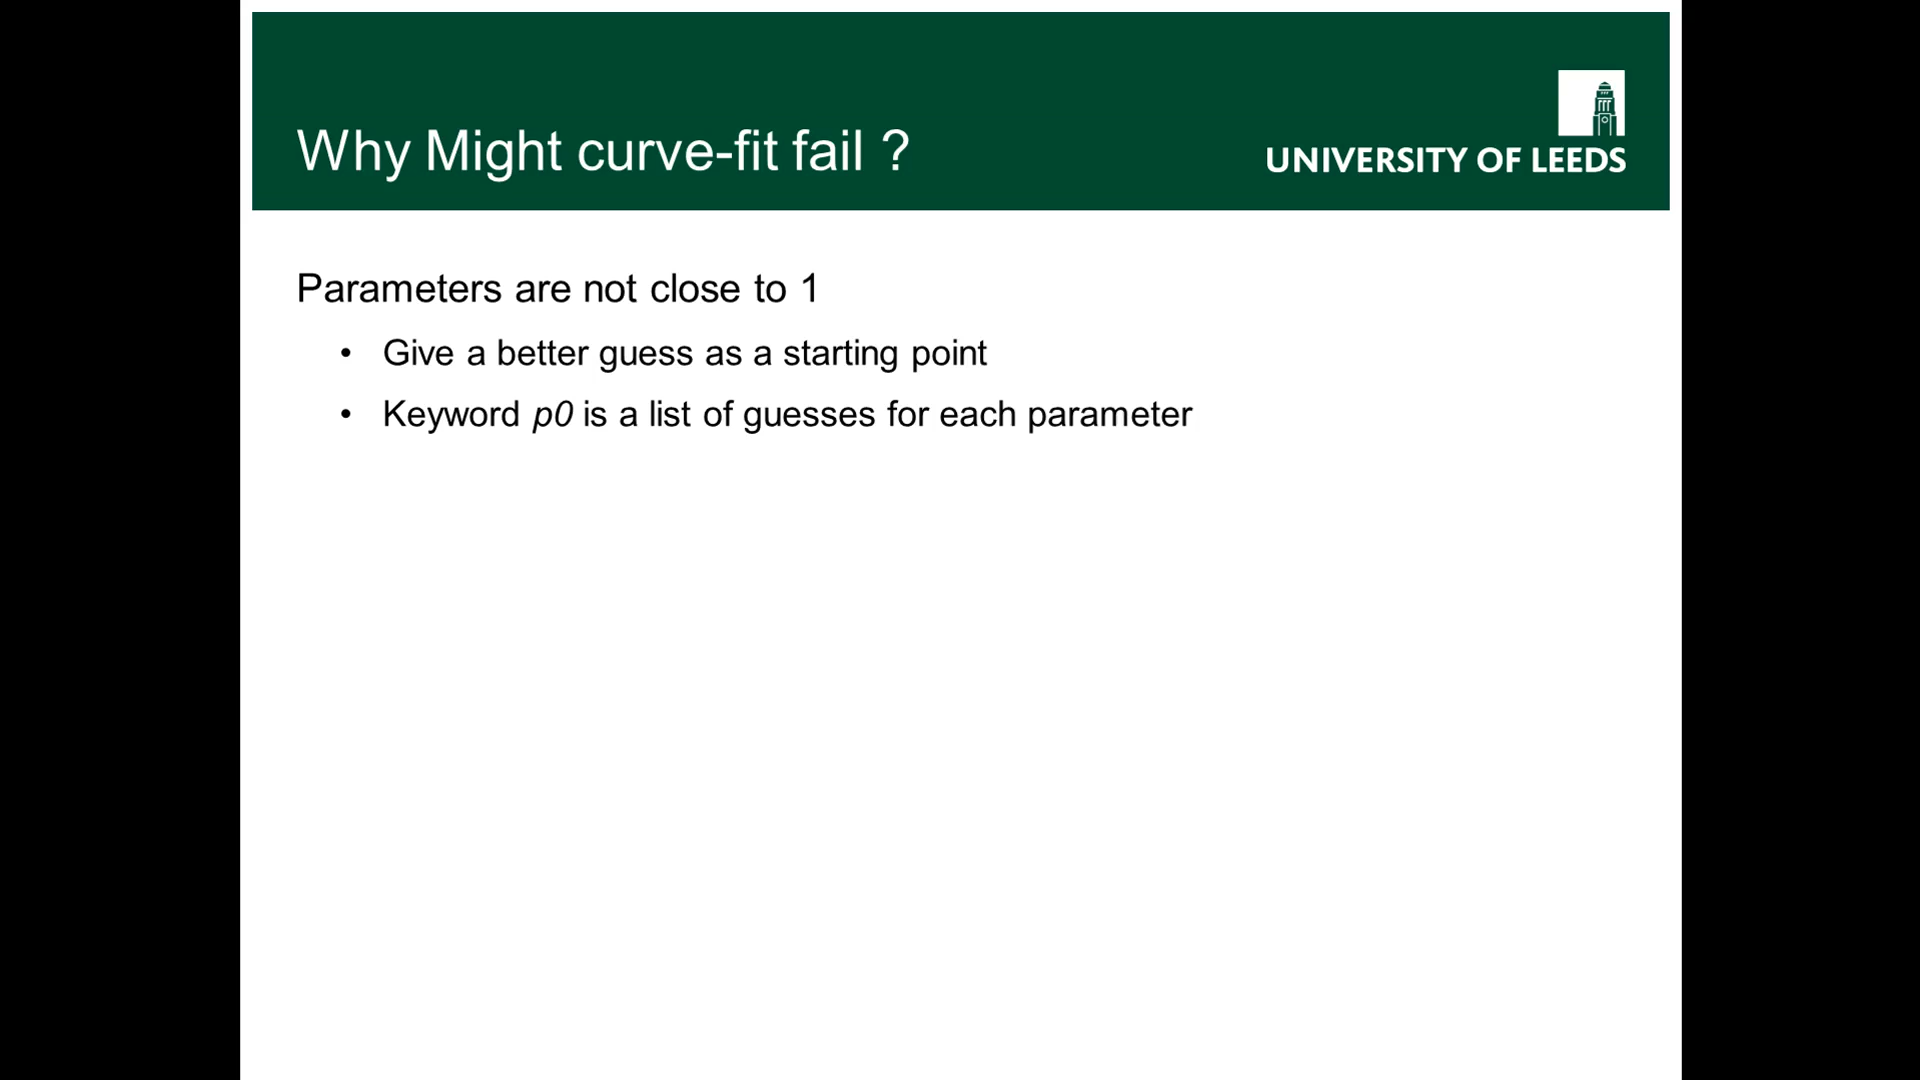 Why Might curve-fit fail ?
UNIVERSITY OF LEEDS
Parameters are not close to 1
• Give a better guess as a starting point
• Keyword p0 is a list of guesses for each parameter